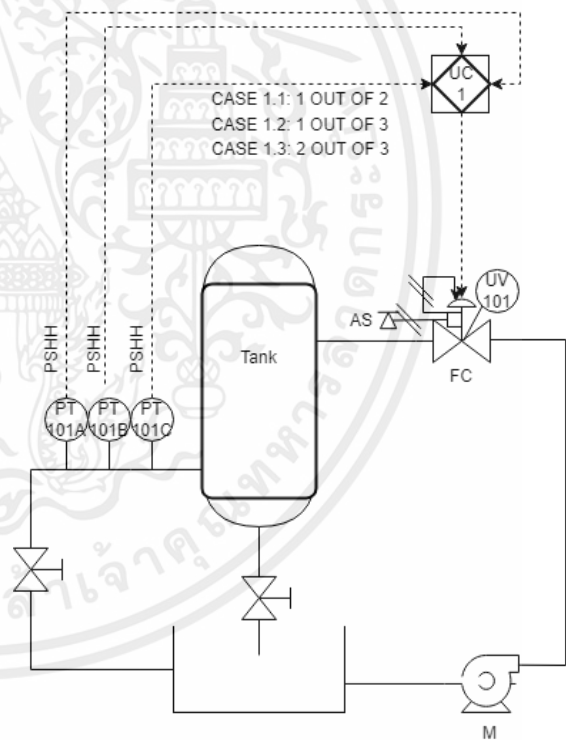 UC
1
CASE 1.1: 1 OUT OF 2
CASE 1.2: 1 OUT OF 3
CASE 1.3: 2 OUT OF 3
UV
101
AS
FC
PSHH
PSHH
PSHH
Tank
PT
101A
PT
101B
PT
101C
M